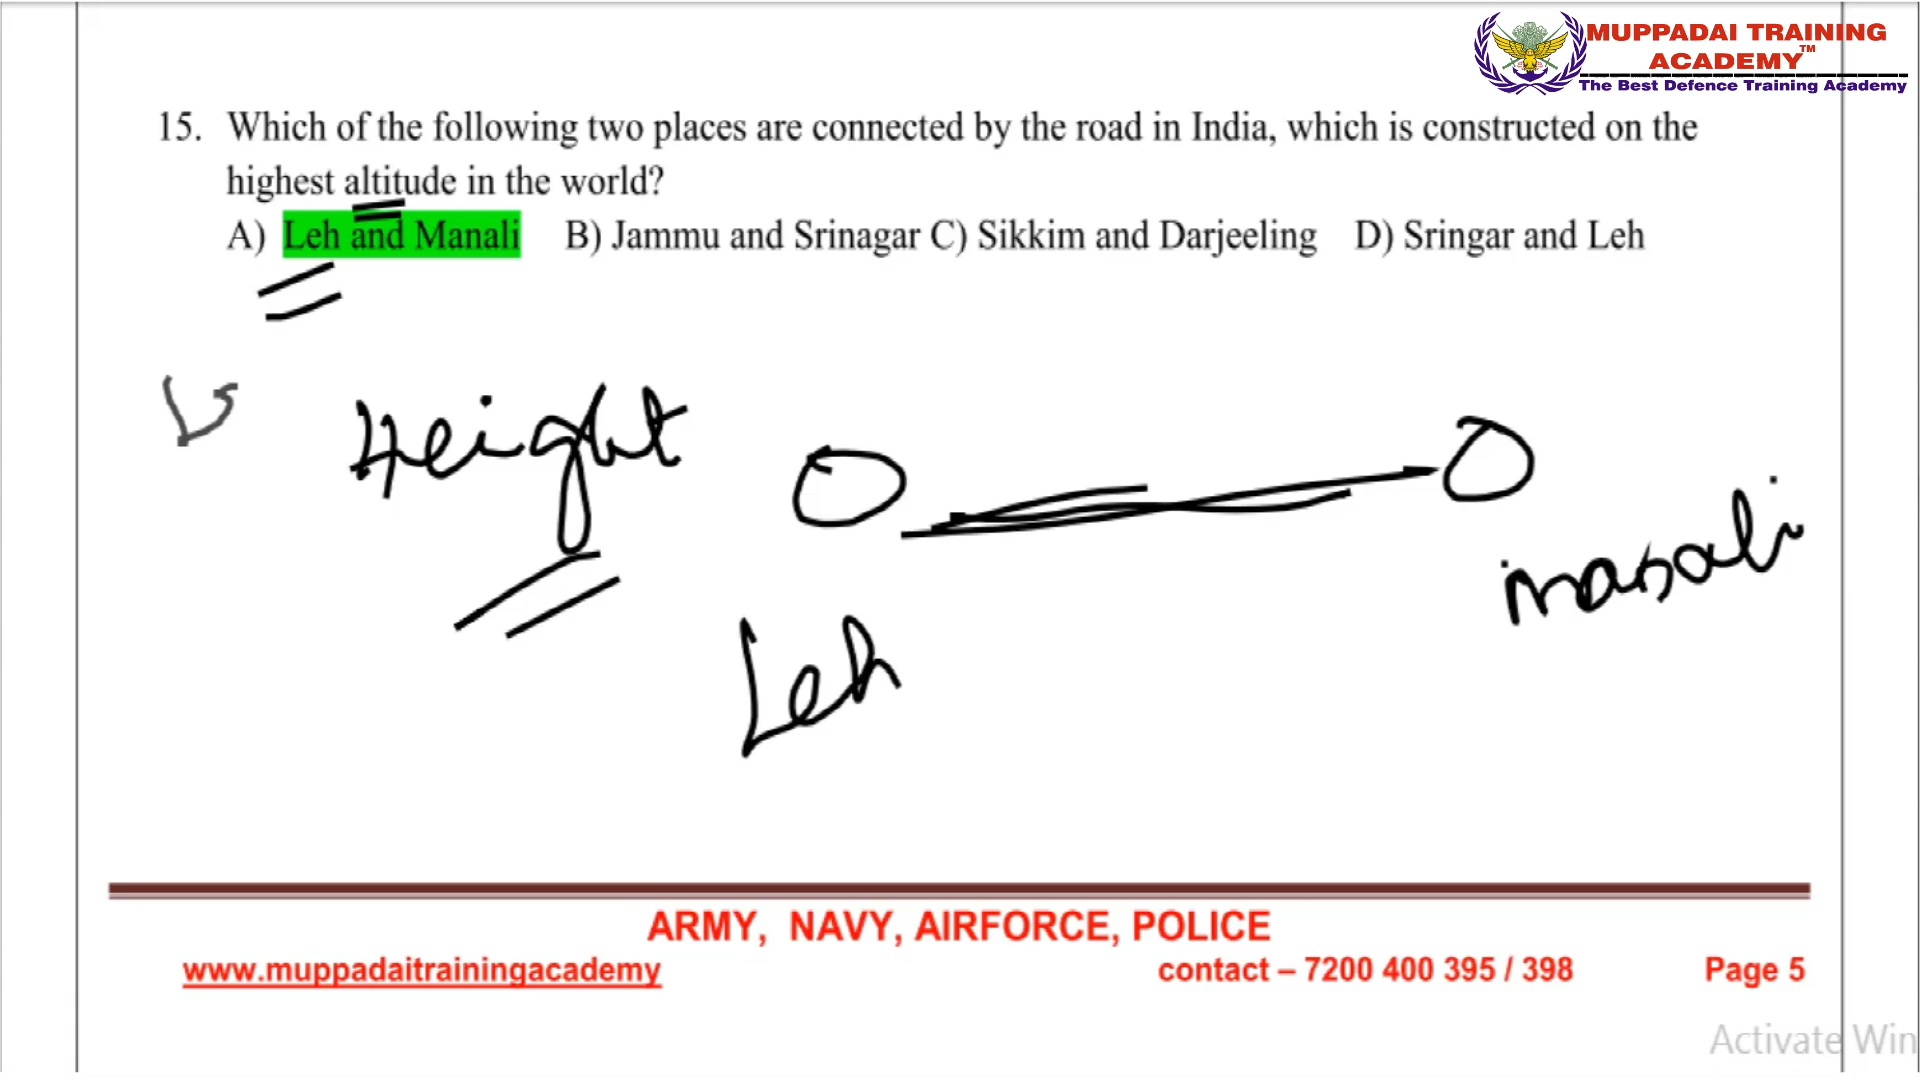 MUPPADAI TRAINING
ACADEMY™
The Best Defence Training Academy
15. Which of the following two places are connected by the road in India, which is constructed on the
highest altitude in the world?
A) Leh and Manali B) Jammu and Srinagar C) Sikkim and Darjeeling D) Sringar and Leh
Height
Leh
manali
ARMY, NAVY, AIRFORCE, POLICE
www.muppadaitrainingacademy contact – 7200 400 395 / 398 Page 5
Activate Win